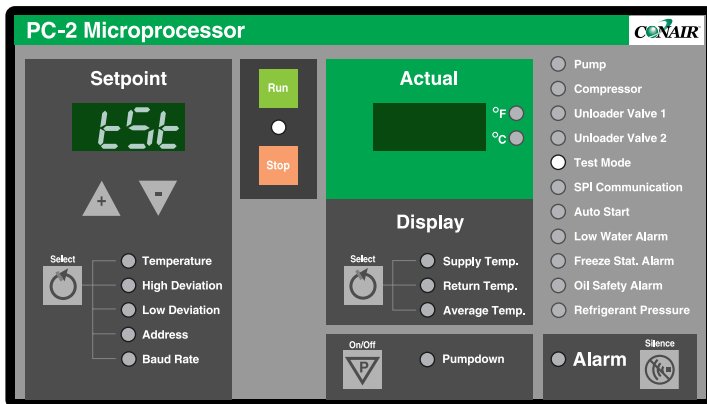 PC-2 Microprocessor
CONAIR
Setpoint
tSt
+
-
Select
Temperature
High Deviation
Low Deviation
Address
Baud Rate
Run
Stop
Actual
°F
°C
Display
Select
Supply Temp.
Return Temp.
Average Temp.
On/Off
P
Pumpdown
Pump
Compressor
Unloader Valve 1
Unloader Valve 2
Test Mode
SPI Communication
Auto Start
Low Water Alarm
Freeze Stat. Alarm
Oil Safety Alarm
Refrigerant Pressure
Alarm
Silence